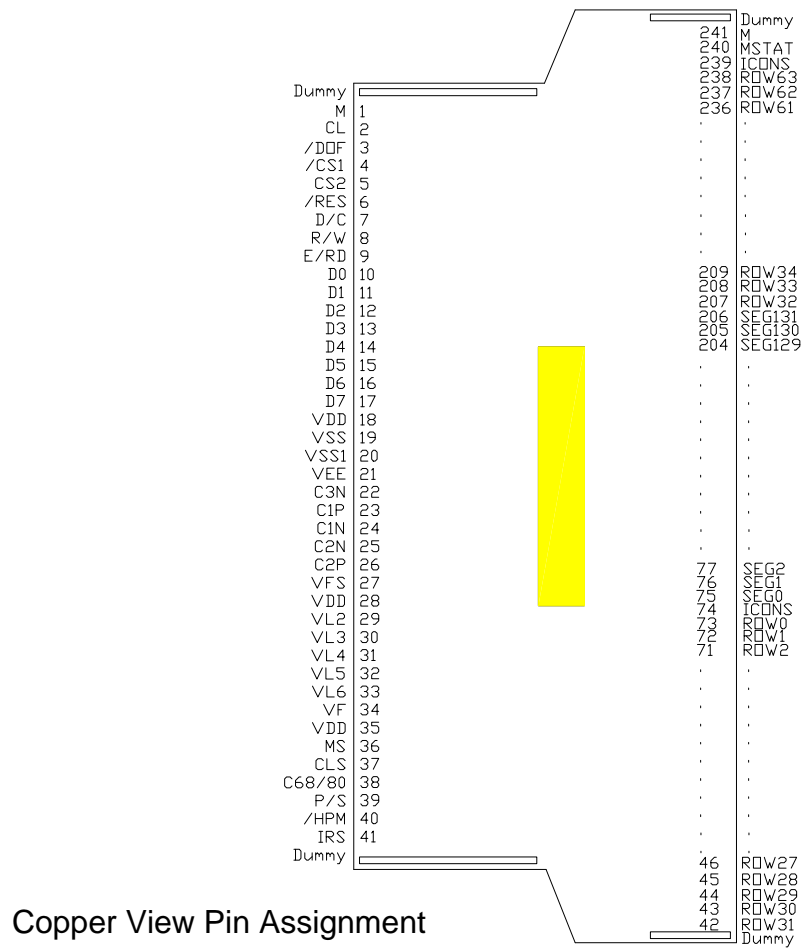 Dummy
241 M
240 MSTAT
239 ICONS
238 ROW63
237 ROW62
236 ROW61
Dummy
M 1
CL 2
/DOF 3
/CS1 4
CS2 5
/RES 6
D/C 7
R/W 8
E/RD 9
D0 10
D1 11
D2 12
D3 13
D4 14
D5 15
D6 16
D7 17
VDD 18
VSS 19
VSS1 20
VEE 21
C3N 22
C1P 23
C1N 24
C2N 25
C2P 26
VFS 27
VDD 28
VL2 29
VL3 30
VL4 31
VL5 32
VL6 33
VF 34
VDD 35
MS 36
CLS 37
C68/80 38
P/S 39
/HPM 40
IRS 41
Dummy
209 ROW34
208 ROW33
207 ROW32
206 SEG131
205 SEG130
204 SEG129
77 SEG2
76 SEG1
75 SEG0
74 ICONS
73 ROW0
72 ROW1
71 ROW2
46 ROW27
45 ROW28
44 ROW29
43 ROW30
42 ROW31
Dummy
Copper View Pin Assignment